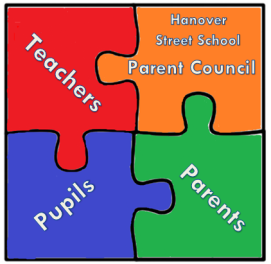 Teachers
Hanover
Street School
Parent Council
Pupils
Parents